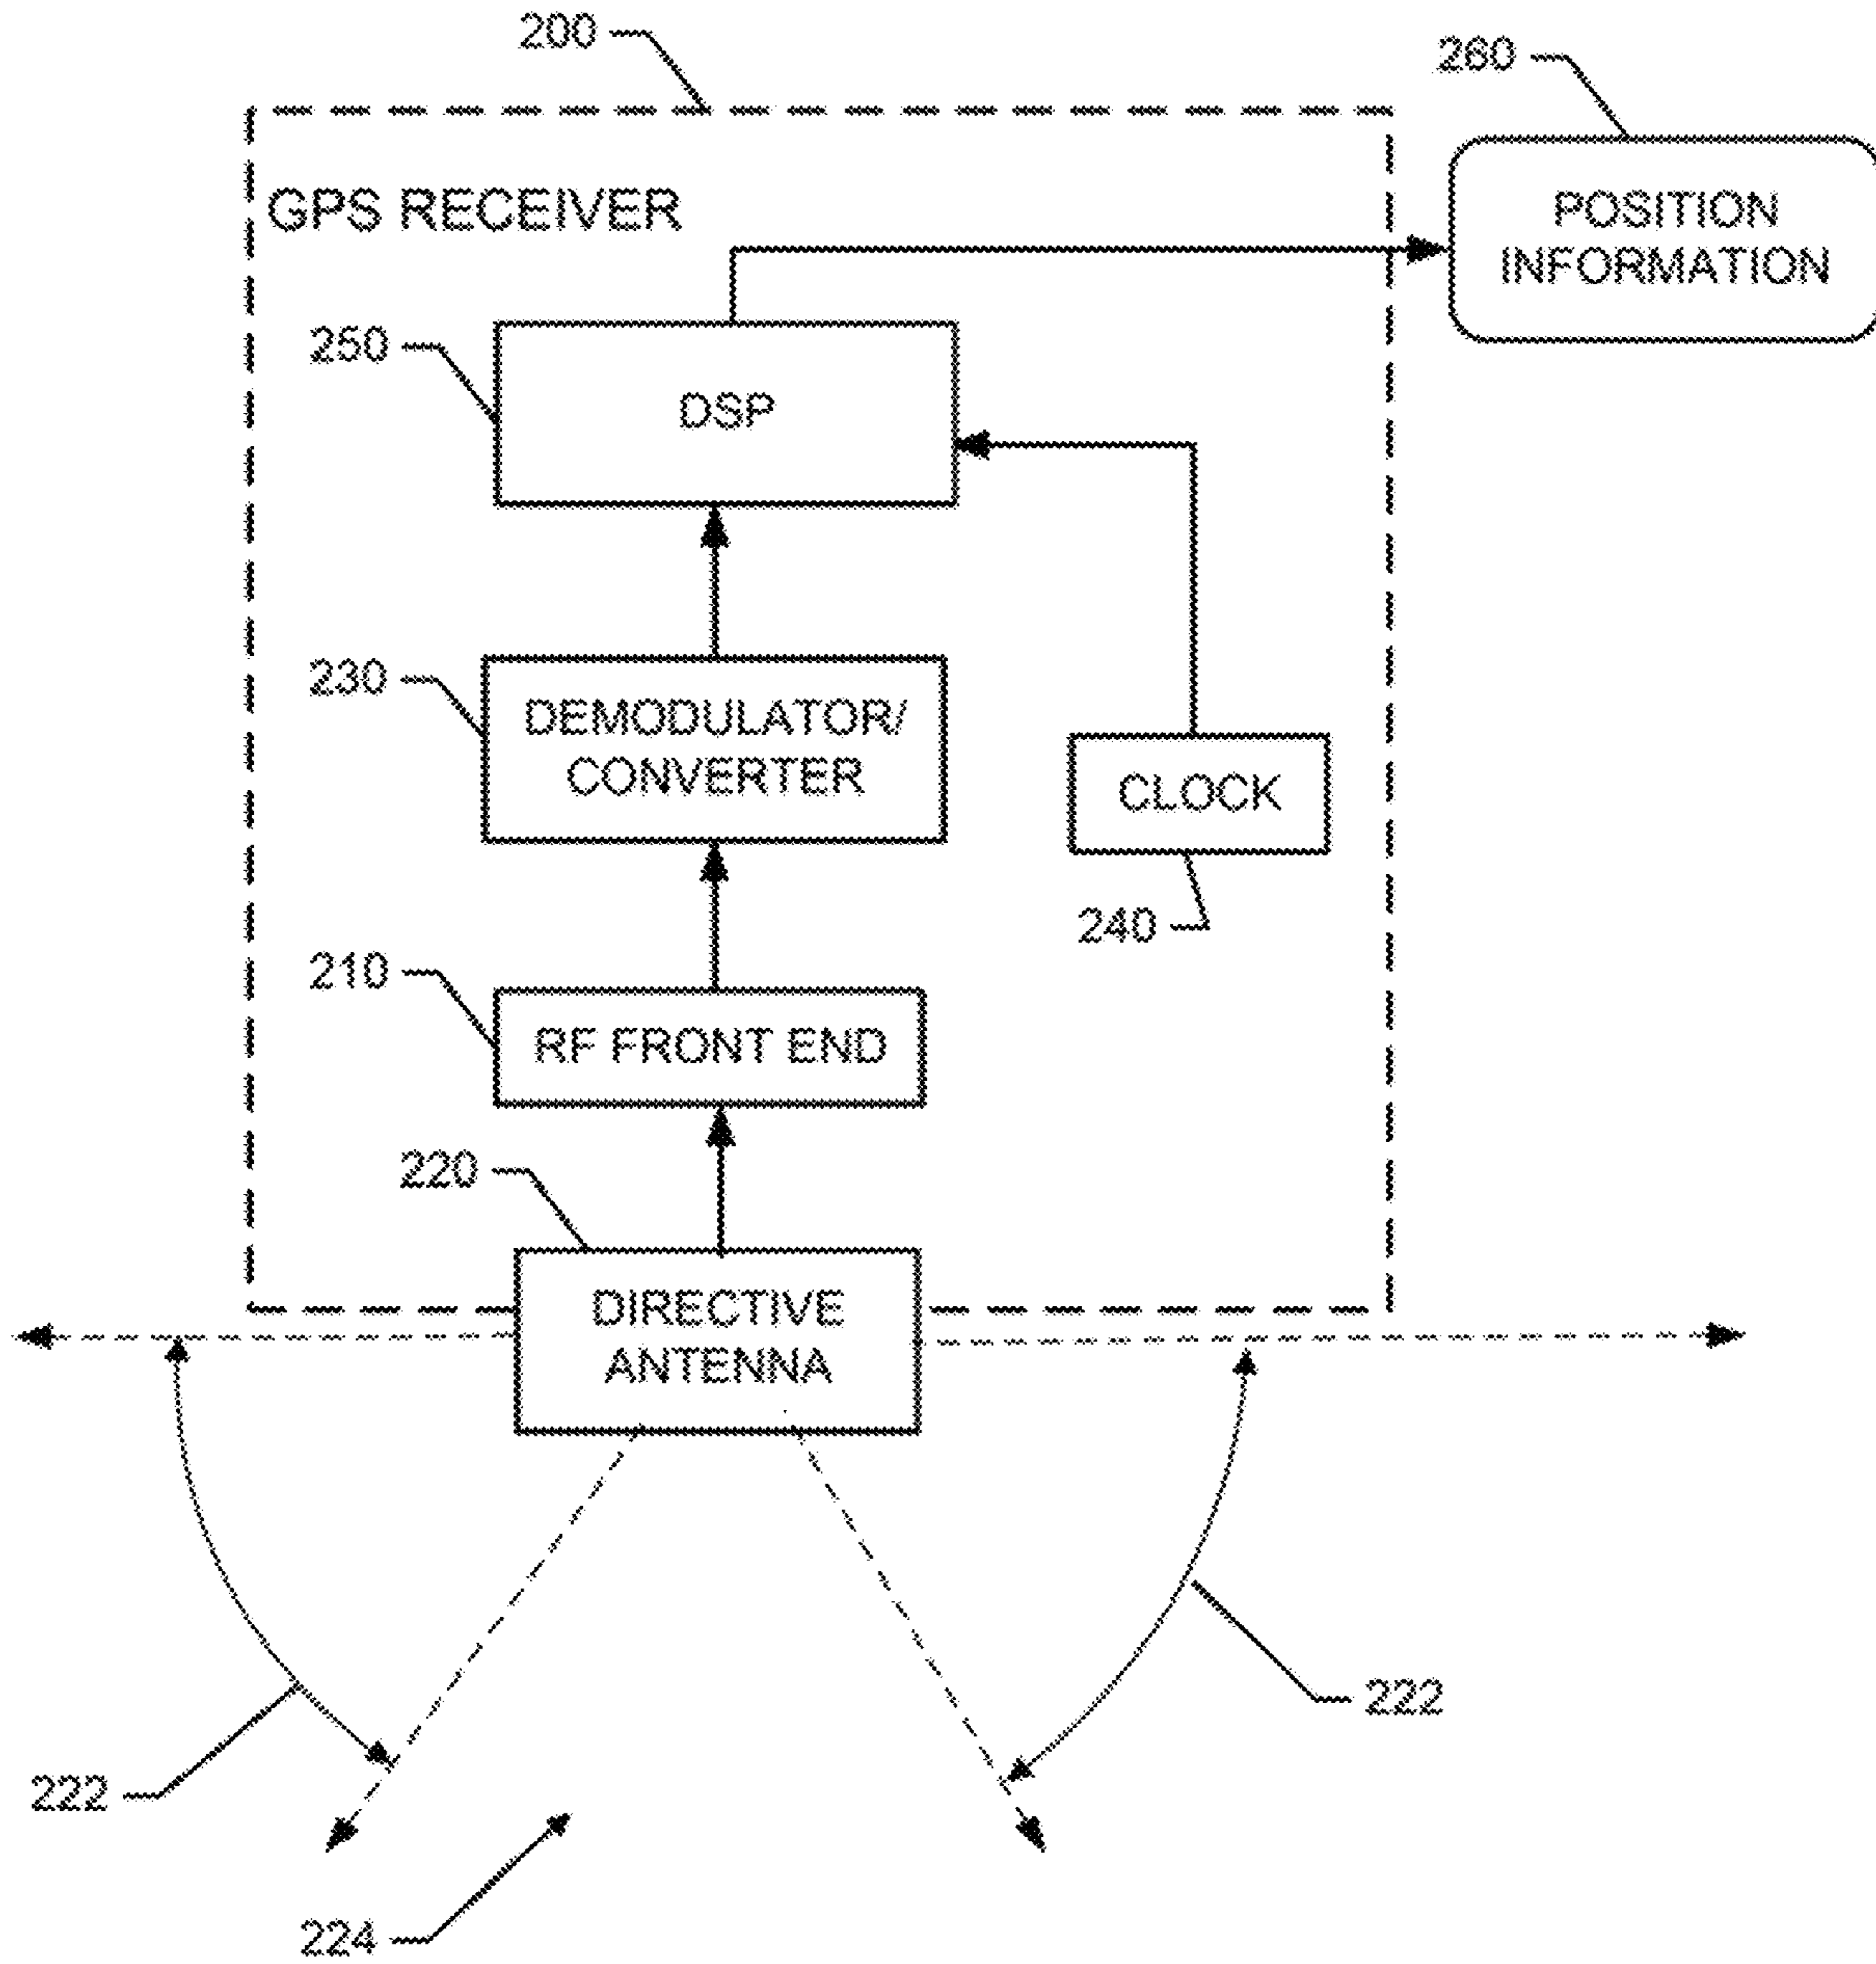 200
260
GPS RECEIVER
POSITION
INFORMATION
250
DSP
230
DEMODULATOR/
CONVERTER
CLOCK
240
210
RF FRONT END
220
DIRECTIVE
ANTENNA
222
222
224